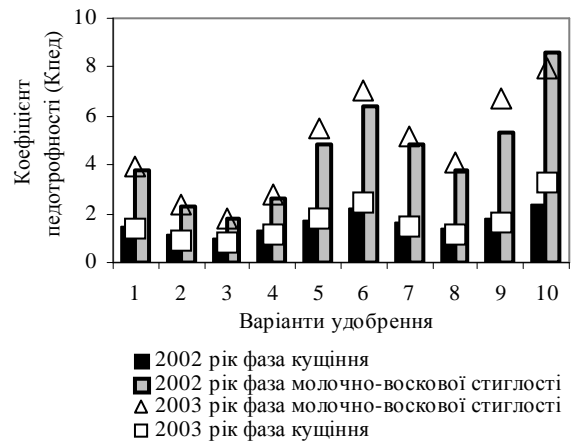 Коефіцієнт
педотрофності (Кпед)
10
8
6
4
2
0
1 2 3 4 5 6 7 8 9 10
Варіанти удобрення
2002 рік фаза кущіння
2002 рік фаза молочно-воскової стиглості
2003 рік фаза молочно-воскової стиглості
2003 рік фаза кущіння